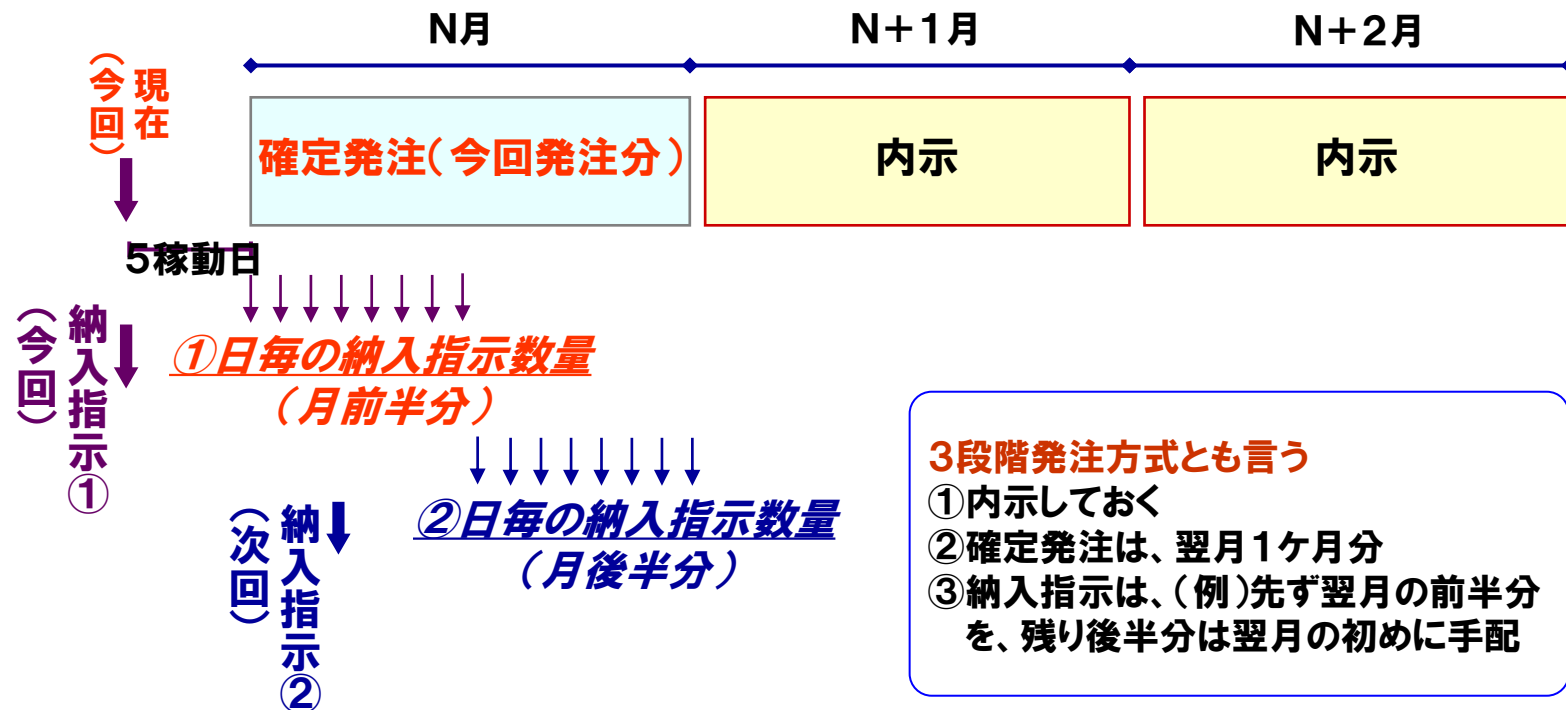 N月
N＋1月
N＋2月
現在
（今回）
確定発注（今回発注分）
内示
内示
5稼動日
納入指示①
（今回）
①日毎の納入指示数量
（月前半分）
納入指示②
（次回）
②日毎の納入指示数量
（月後半分）
3段階発注方式とも言う
①内示しておく
②確定発注は、翌月1ケ月分
③納入指示は、（例）先ず翌月の前半分
を、残り後半分は翌月の初めに手配